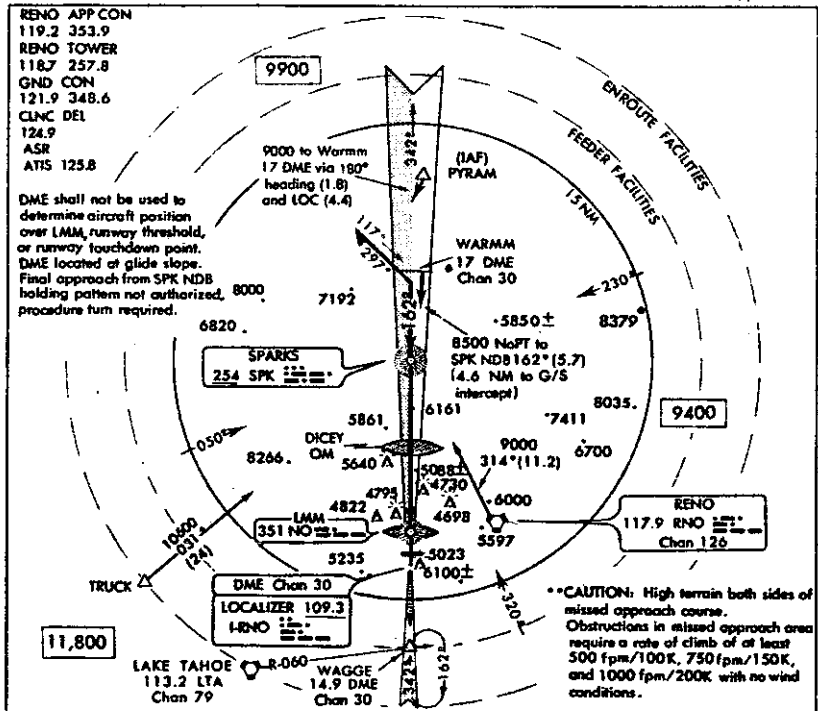 RENO APP CON
119.2 353.9
RENO TOWER
118.7 257.8
GND CON
121.9 348.6
CLNC DEL
124.9
ASR
ATIS 125.8
DME shall not be used to
determine aircraft position
over LMM, runway threshold,
or runway touchdown point.
DME located at glide slope.
Final approach from SPK NDB
holding pattern not authorized,
procedure turn required.
9900
ENROUTE FACILITIES
FEEDER FACILITIES
15 NM
342°
9000 to Warmm
17 DME via 180°
heading (1.8)
and LOC (4.4)
(IAF)
PYRAM
WARMM
17 DME
Chan 30
117°
297°
162°
230°
8000
7192
6820
5850±
8379
8500 NoPT to
SPK NDB 162° (5.7)
(4.6 NM to G/S
intercept)
SPARKS
254 SPK
6161
5861
8035
7411
9400
050°
DICEY
OM
5640
8266
9000
314° (11.2)
6700
5088±
4730
4795
4822
4698
6000
5597
LMM
351 NO
RENO
117.9 RNO
Chan 126
10600
031°
(24)
TRUCK
5235
5023
6100±
DME Chan 30
LOCALIZER 109.3
I-RNO
320°
11,800
LAKE TAHOE
113.2 LTA
Chan 79
R-060
WAGGE
14.9 DME
Chan 30
342°
162°
**CAUTION: High terrain both sides of
missed approach course.
Obstructions in missed approach area
require a rate of climb of at least
500 fpm/100K, 750 fpm/150K,
and 1000 fpm/200K with no wind
conditions.